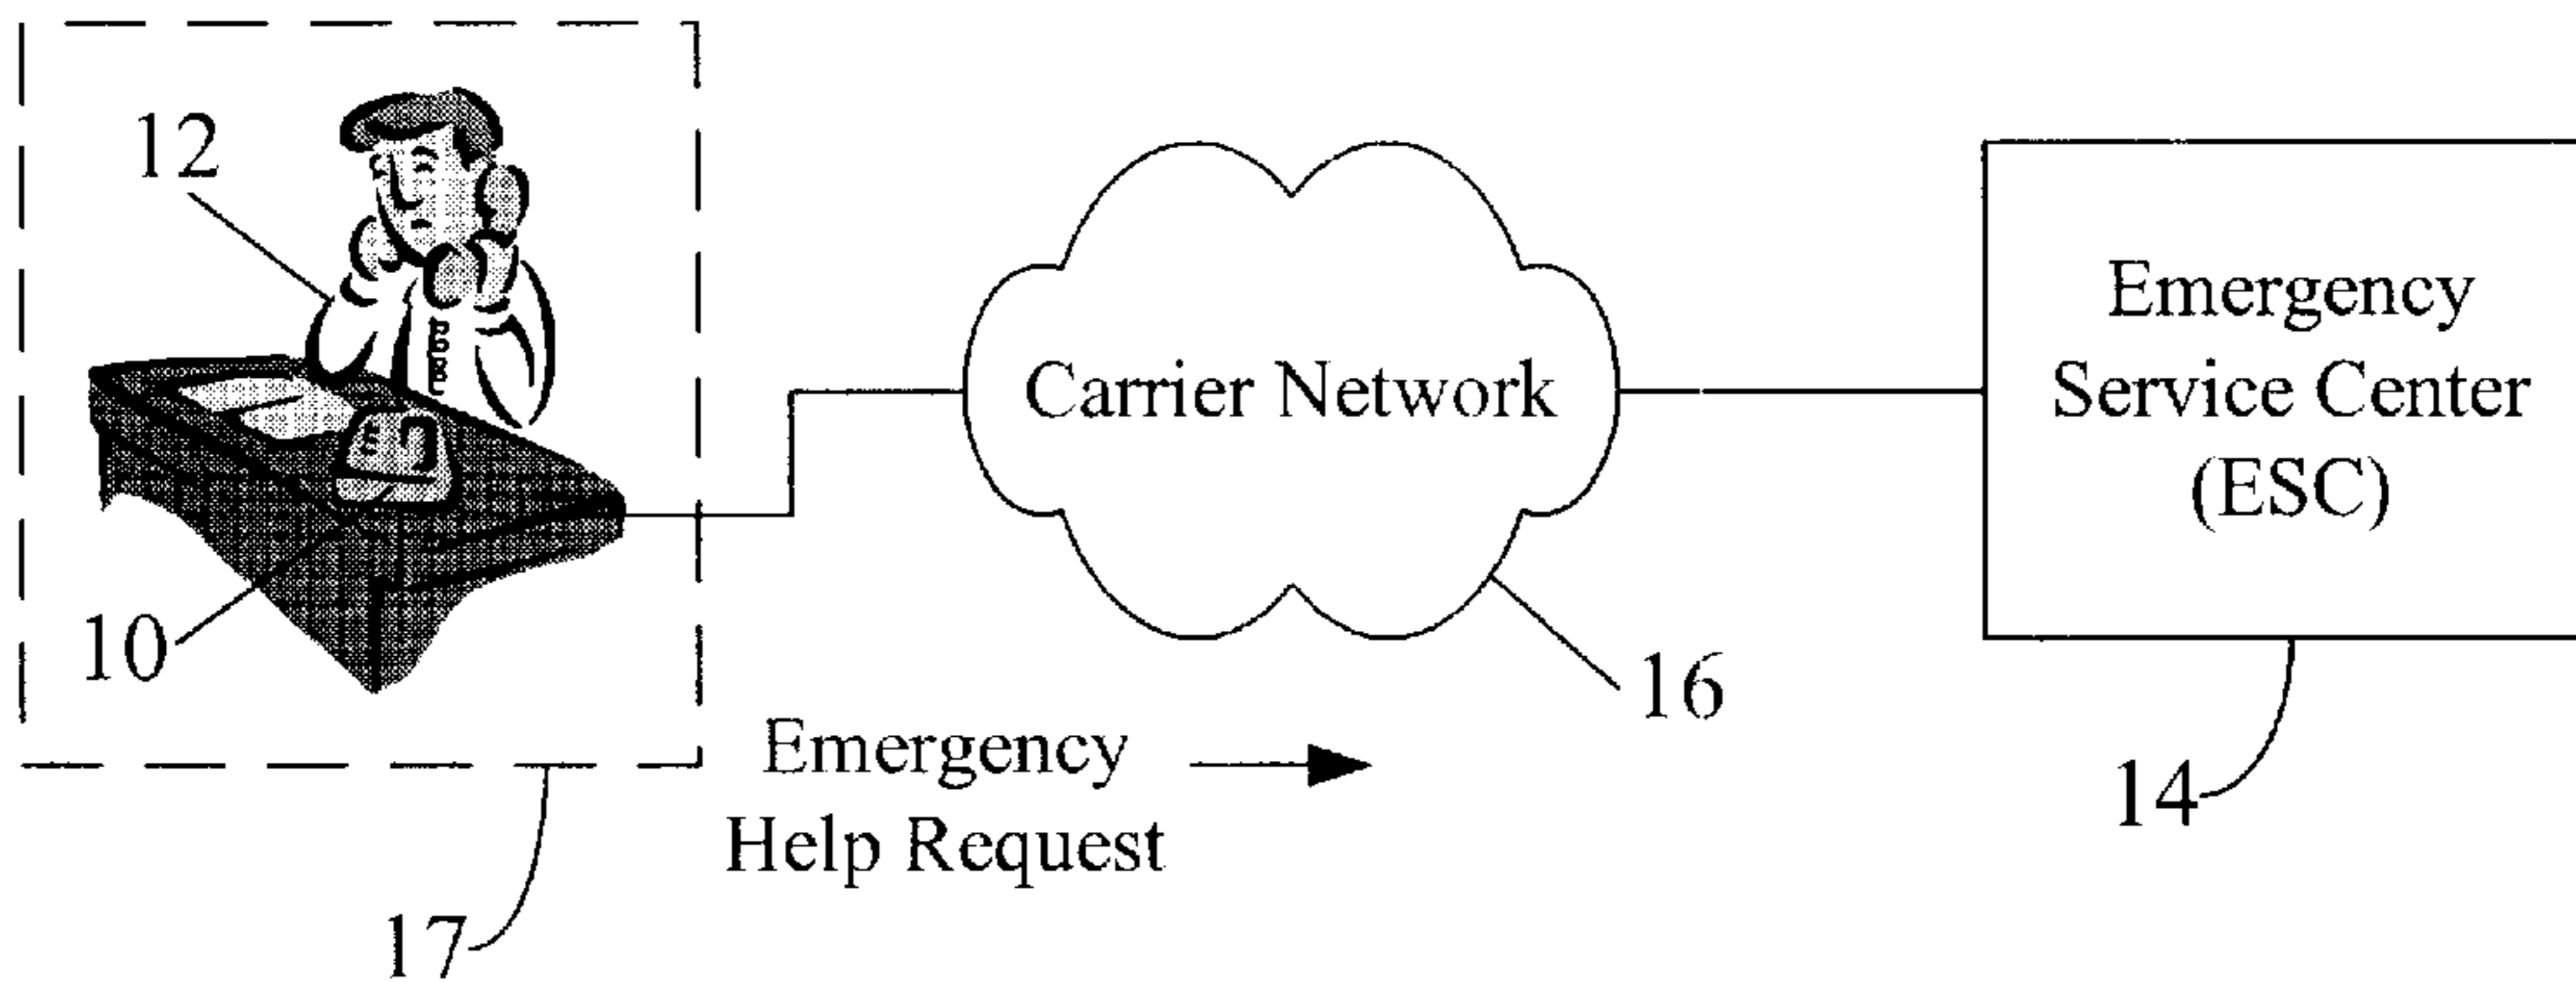 12
10
17
Emergency
Help Request
Carrier Network
16
Emergency
Service Center
(ESC)
14